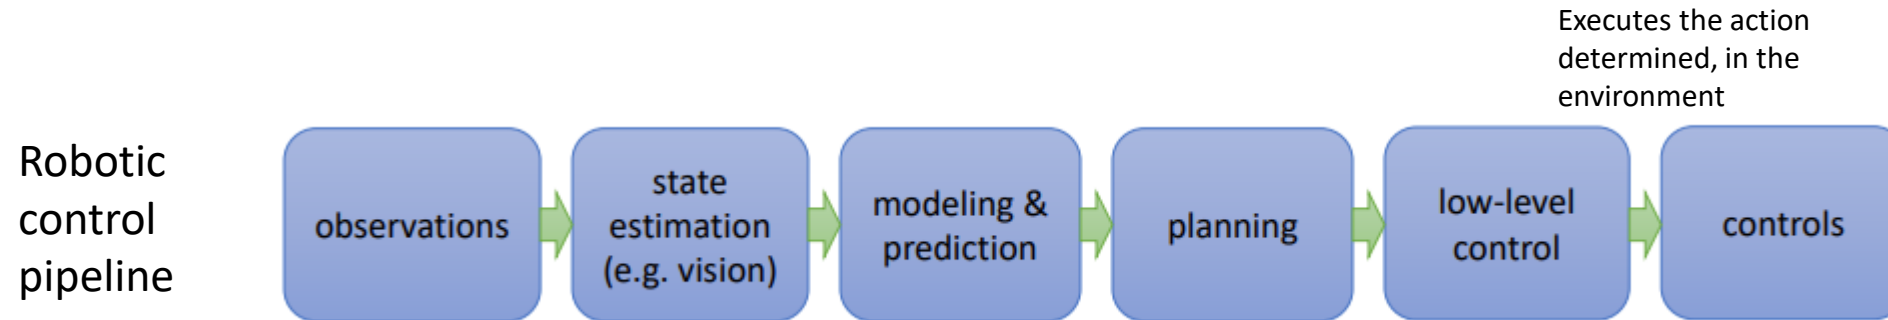 Executes the action
determined, in the
environment
Robotic
control
pipeline
observations
state
estimation
(e.g. vision)
modeling &
prediction
planning
low-level
control
controls